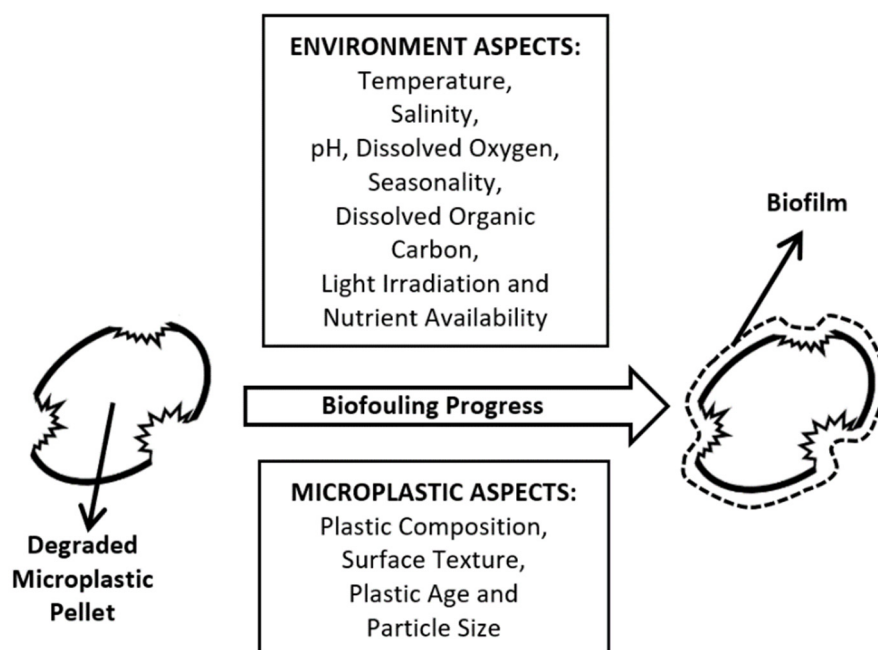 ENVIRONMENT ASPECTS:
Temperature,
Salinity,
pH, Dissolved Oxygen,
Seasonality,
Dissolved Organic
Carbon,
Light Irradiation and
Nutrient Availability
Biofilm
Biofouling Progress
Degraded
Microplastic
Pellet
MICROPLASTIC ASPECTS:
Plastic Composition,
Surface Texture,
Plastic Age and
Particle Size